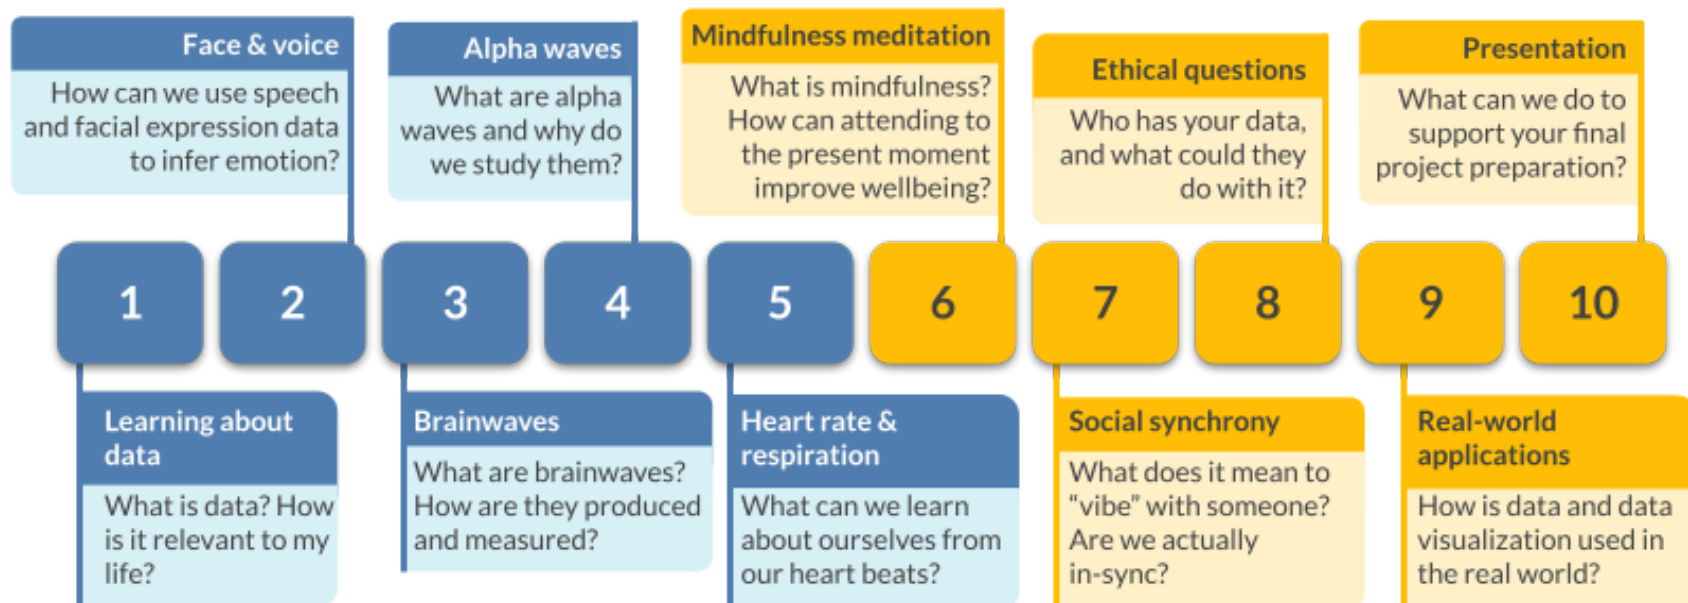 Face & voice
How can we use speech
and facial expression data
to infer emotion?
Alpha waves
What are alpha
waves and why do
we study them?
Mindfulness meditation
What is mindfulness?
How can attending to
the present moment
improve wellbeing?
Ethical questions
Who has your data,
and what could they
do with it?
Presentation
What can we do to
support your final
project preparation?
1
2
3
4
5
6
7
8
9
10
Learning about
data
What is data? How
is it relevant to my
life?
Brainwaves
What are brainwaves?
How are they produced
and measured?
Heart rate &
respiration
What can we learn
about ourselves from
our heart beats?
Social synchrony
What does it mean to
“vibe” with someone?
Are we actually
in-sync?
Real-world
applications
How is data and data
visualization used in
the real world?